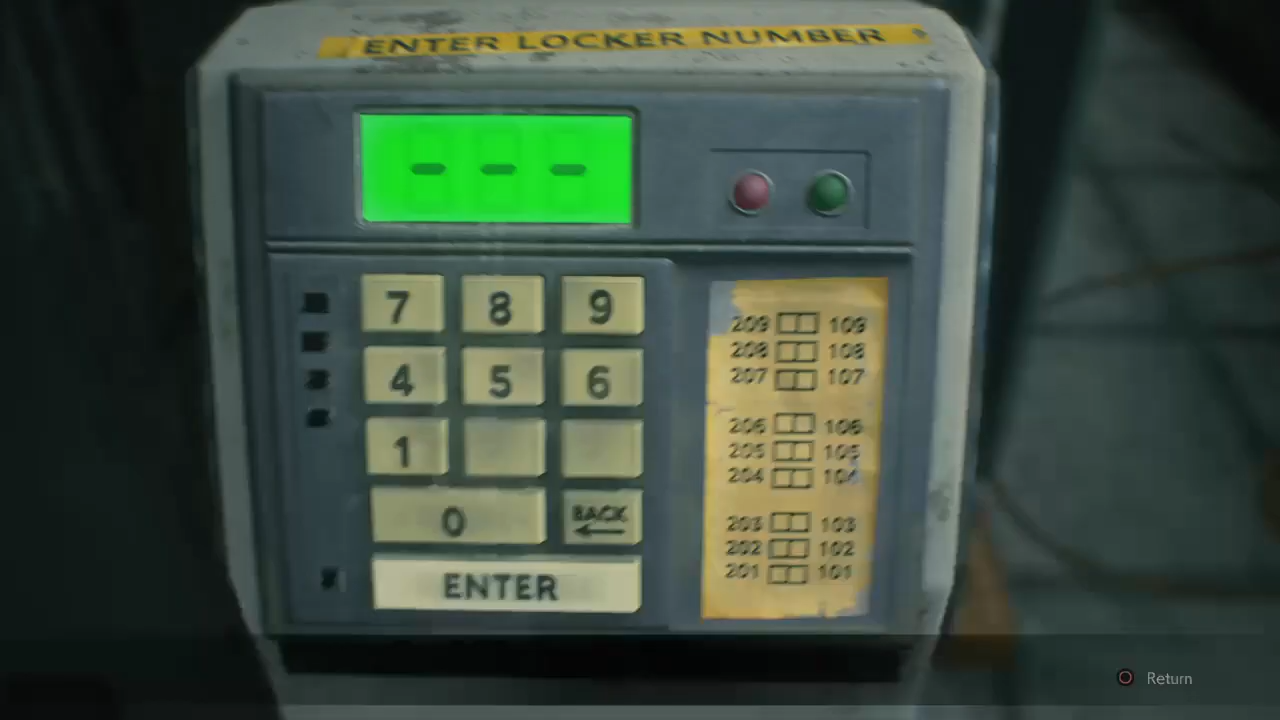 ENTER LOCKER NUMBER
- - -
7 8 9
4 5 6
1
0 BACK
ENTER
209 109
208 108
207 107
206 106
205 105
204 104
203 103
202 102
201 101
Return